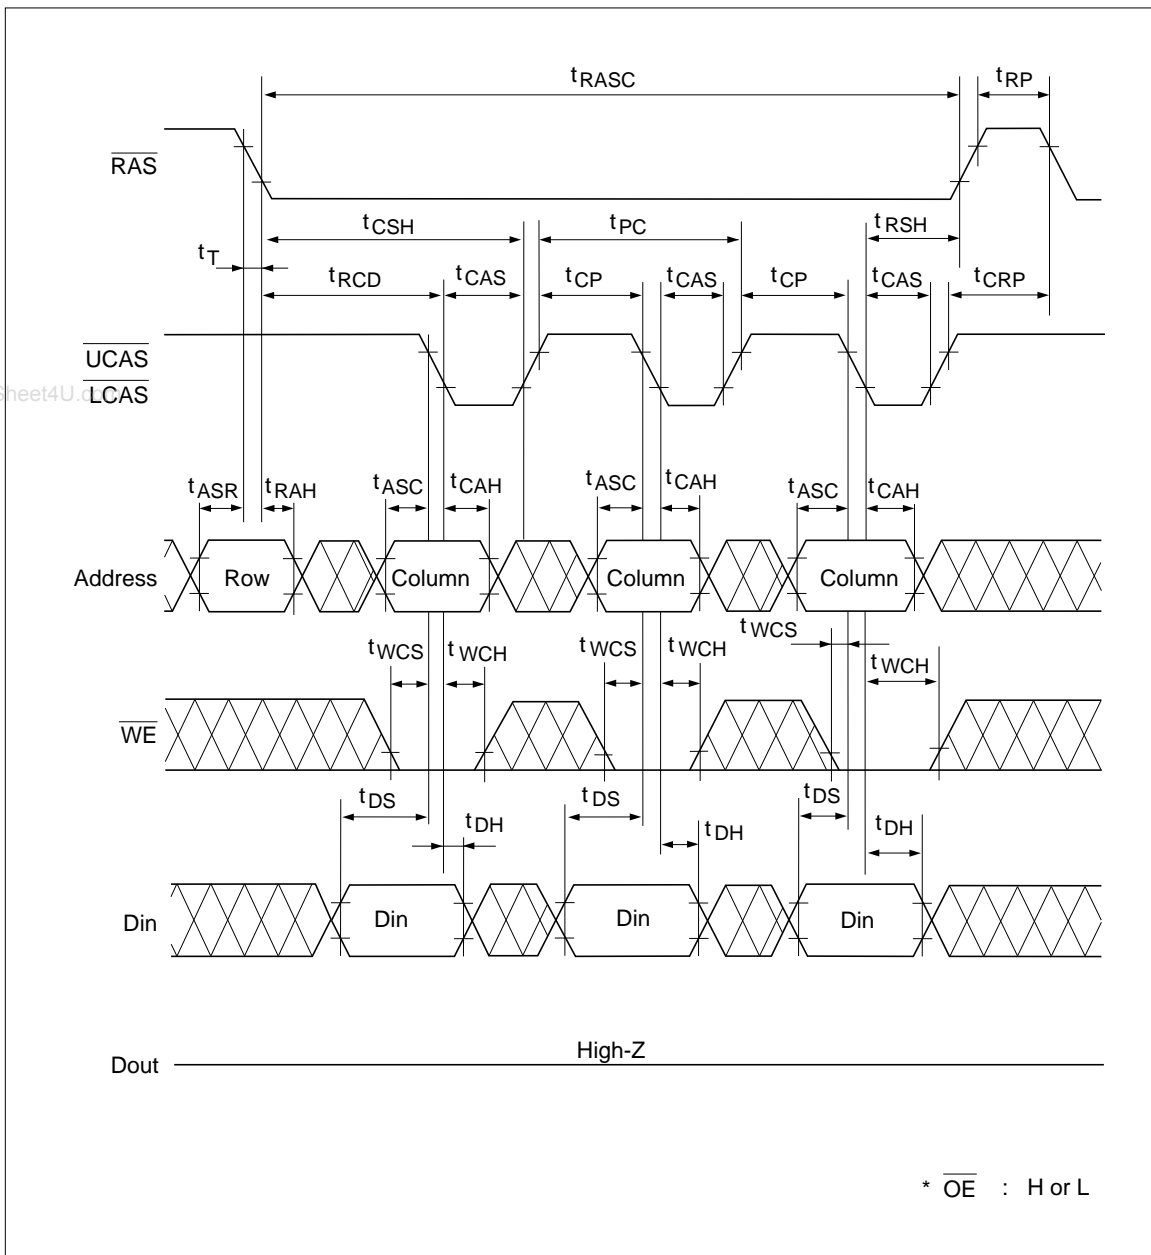 tRASC tRP
RAS
tCSH tPC tRSH
tT
tRCD tCAS tCP tCAS tCP tCAS tCRP
UCAS
LCAS
tASR tRAH tASC tCAH tASC tCAH tASC tCAH
Address Row Column Column Column
tWCS tWCH tWCS tWCH tWCS tWCH
WE
tDS tDH tDS tDH tDS tDH
Din Din Din Din
High-Z
Dout
* OE : H or L